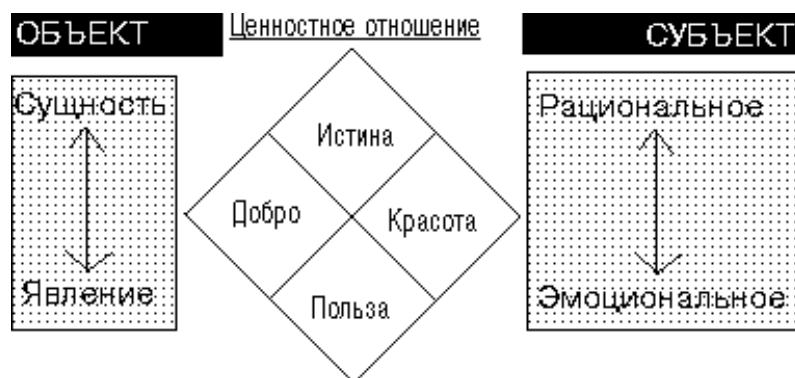 ОБЪЕКТ
Ценностное отношение
СУБЪЕКТ
Сущность
Рациональное
Истина
Добро
Красота
Явление
Эмоциональное
Польза